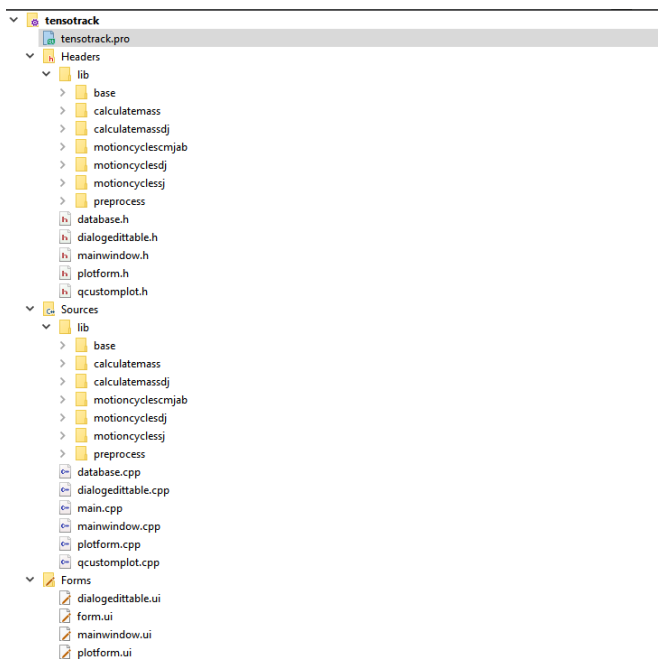 tensotrack
tensotrack.pro
Headers
lib
base
calculatemass
calculatemassdj
motioncyclescmjab
motioncyclesdj
motioncyclessj
preprocess
database.h
dialogedittable.h
mainwindow.h
plotform.h
qcustomplot.h
Sources
lib
base
calculatemass
calculatemassdj
motioncyclescmjab
motioncyclesdj
motioncyclessj
preprocess
database.cpp
dialogedittable.cpp
main.cpp
mainwindow.cpp
plotform.cpp
qcustomplot.cpp
Forms
dialogedittable.ui
form.ui
mainwindow.ui
plotform.ui